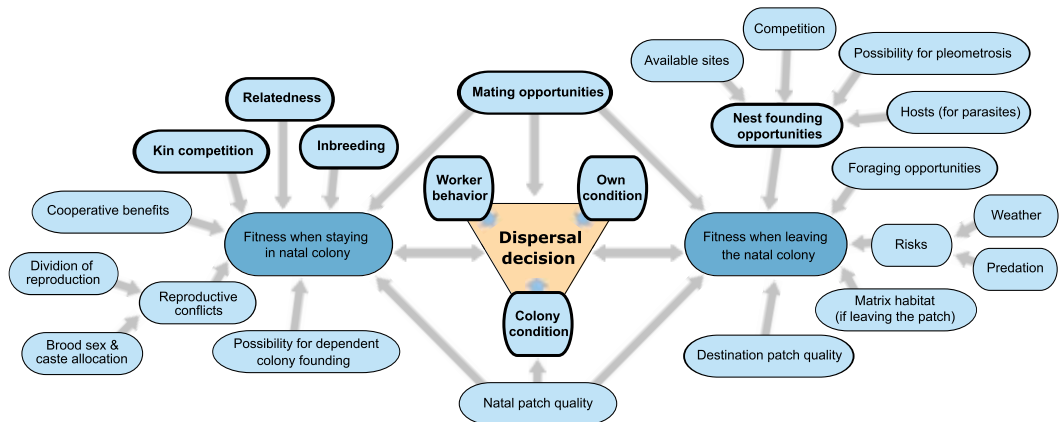 Competition
Available sites
Possibility for pleometrosis
Mating opportunities
Relatedness
Nest founding
opportunities
Hosts (for parasites)
Kin competition
Inbreeding
Foraging opportunities
Worker
behavior
Own
condition
Cooperative benefits
Weather
Fitness when staying
in natal colony
Dispersal
decision
Fitness when leaving
the natal colony
Risks
Dividion of
reproduction
Predation
Reproductive
conflicts
Colony
condition
Matrix habitat
(if leaving the patch)
Brood sex &
caste allocation
Possibility for dependent
colony founding
Destination patch quality
Natal patch quality